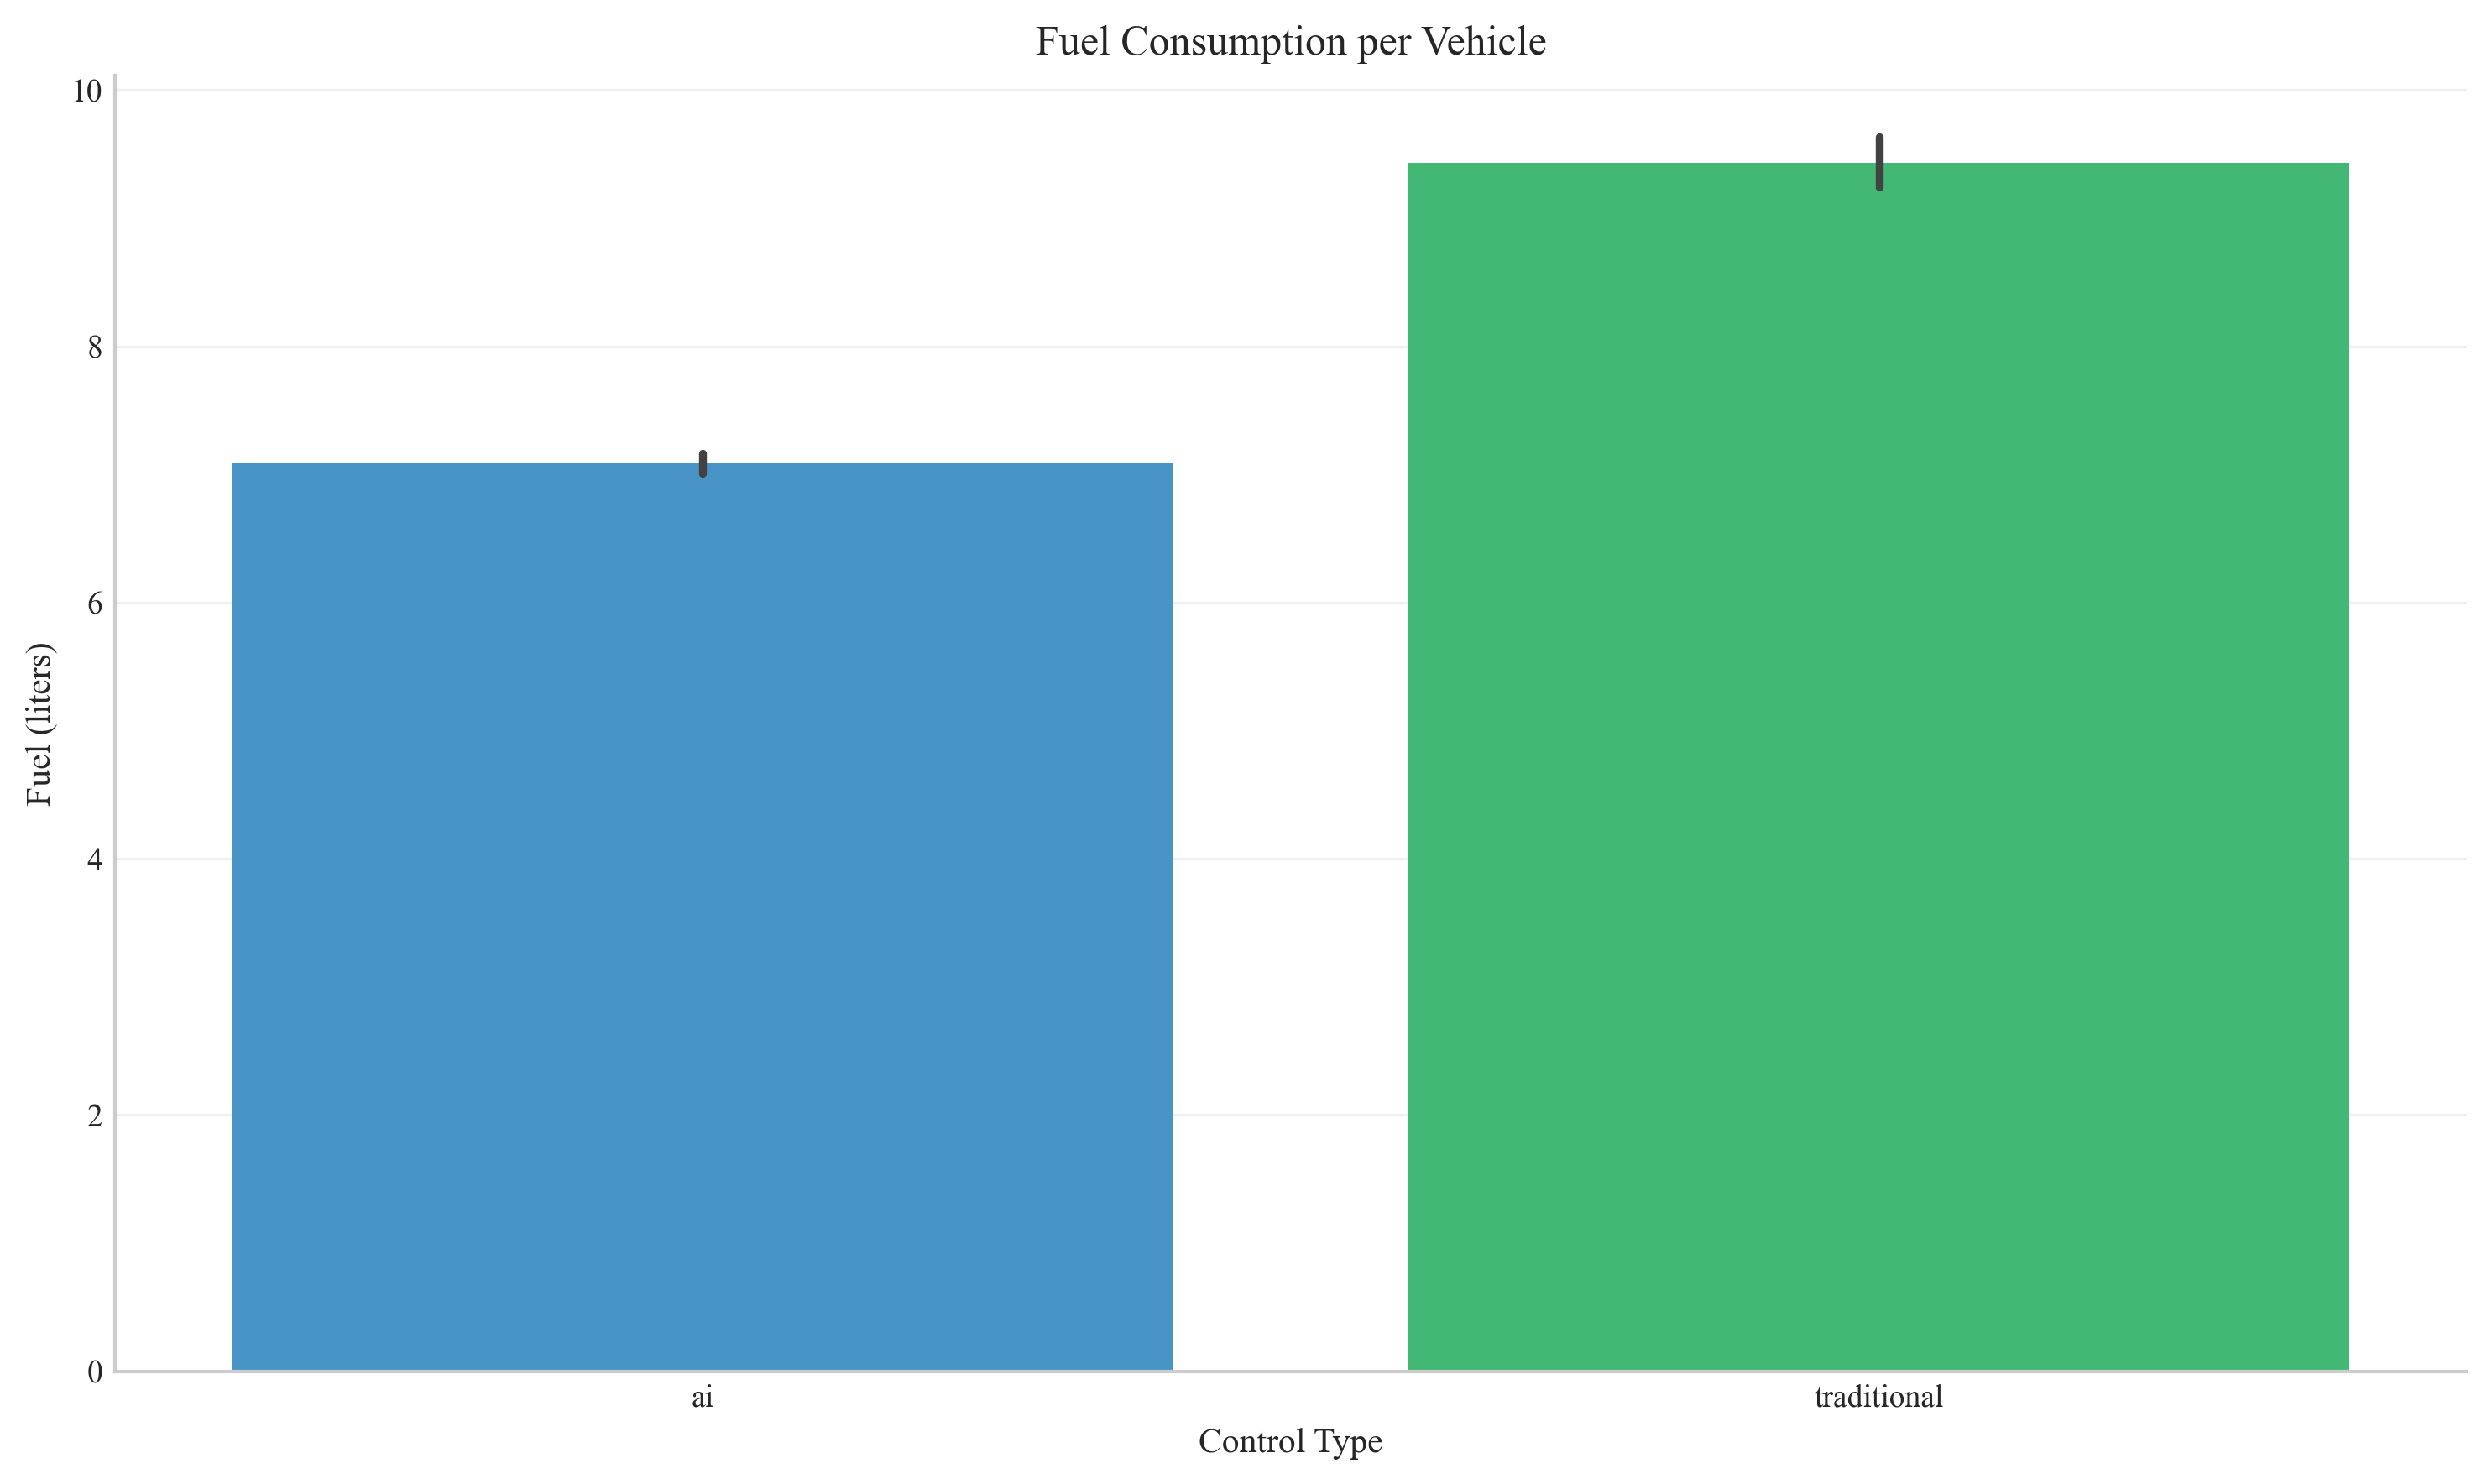 Fuel Consumption per Vehicle
10
8
6
4
2
0
Fuel (liters)
ai
traditional
Control Type